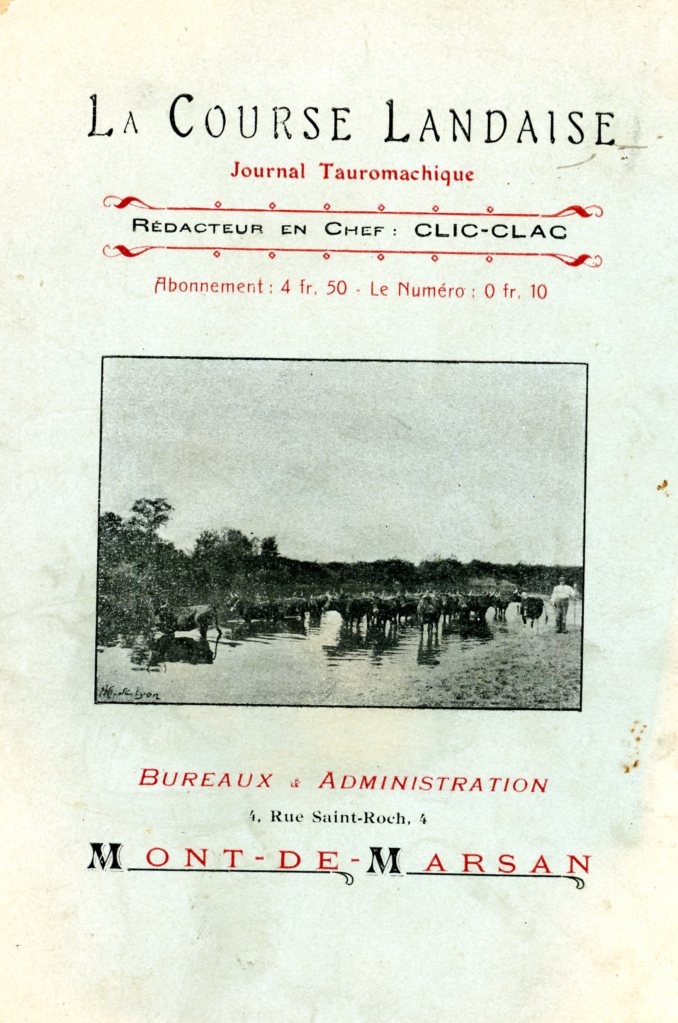 LA COURSE LANDAISE
Journal Tauromachique
RÉDACTEUR EN CHEF : CLIC-CLAC
Abonnement : 4 fr. 50 - Le Numéro : 0 fr. 10
BUREAUX & ADMINISTRATION
4, Rue Saint-Roch, 4
MONT-DE-MARSAN